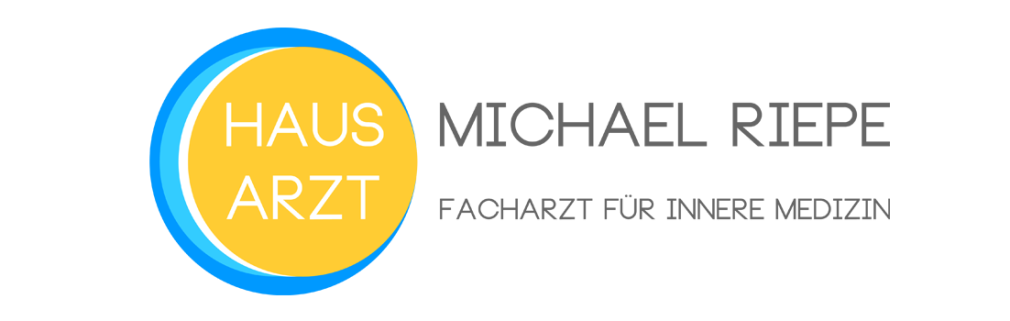 HAUS
ARZT
MICHAEL RIEPE
FACHARZT FÜR INNERE MEDIZIN